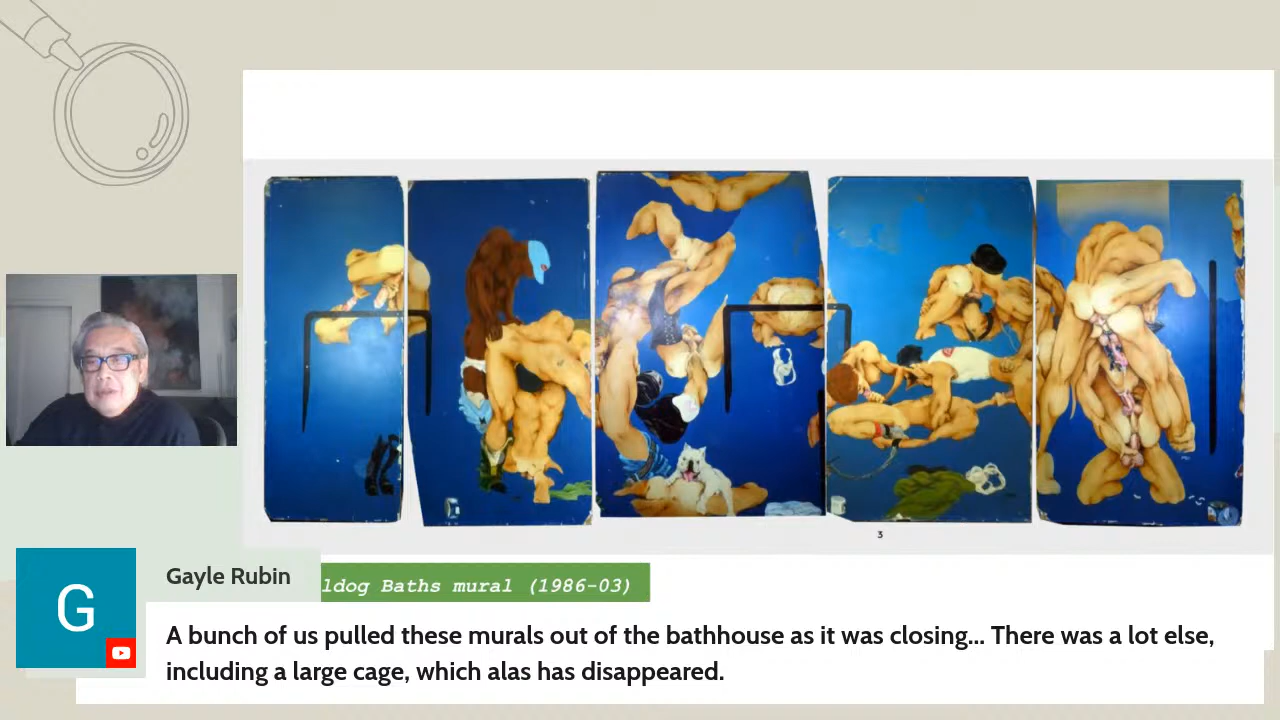 3
Gayle Rubin
ldog Baths mural (1986-03)
G
A bunch of us pulled these murals out of the bathhouse as it was closing... There was a lot else,
including a large cage, which alas has disappeared.